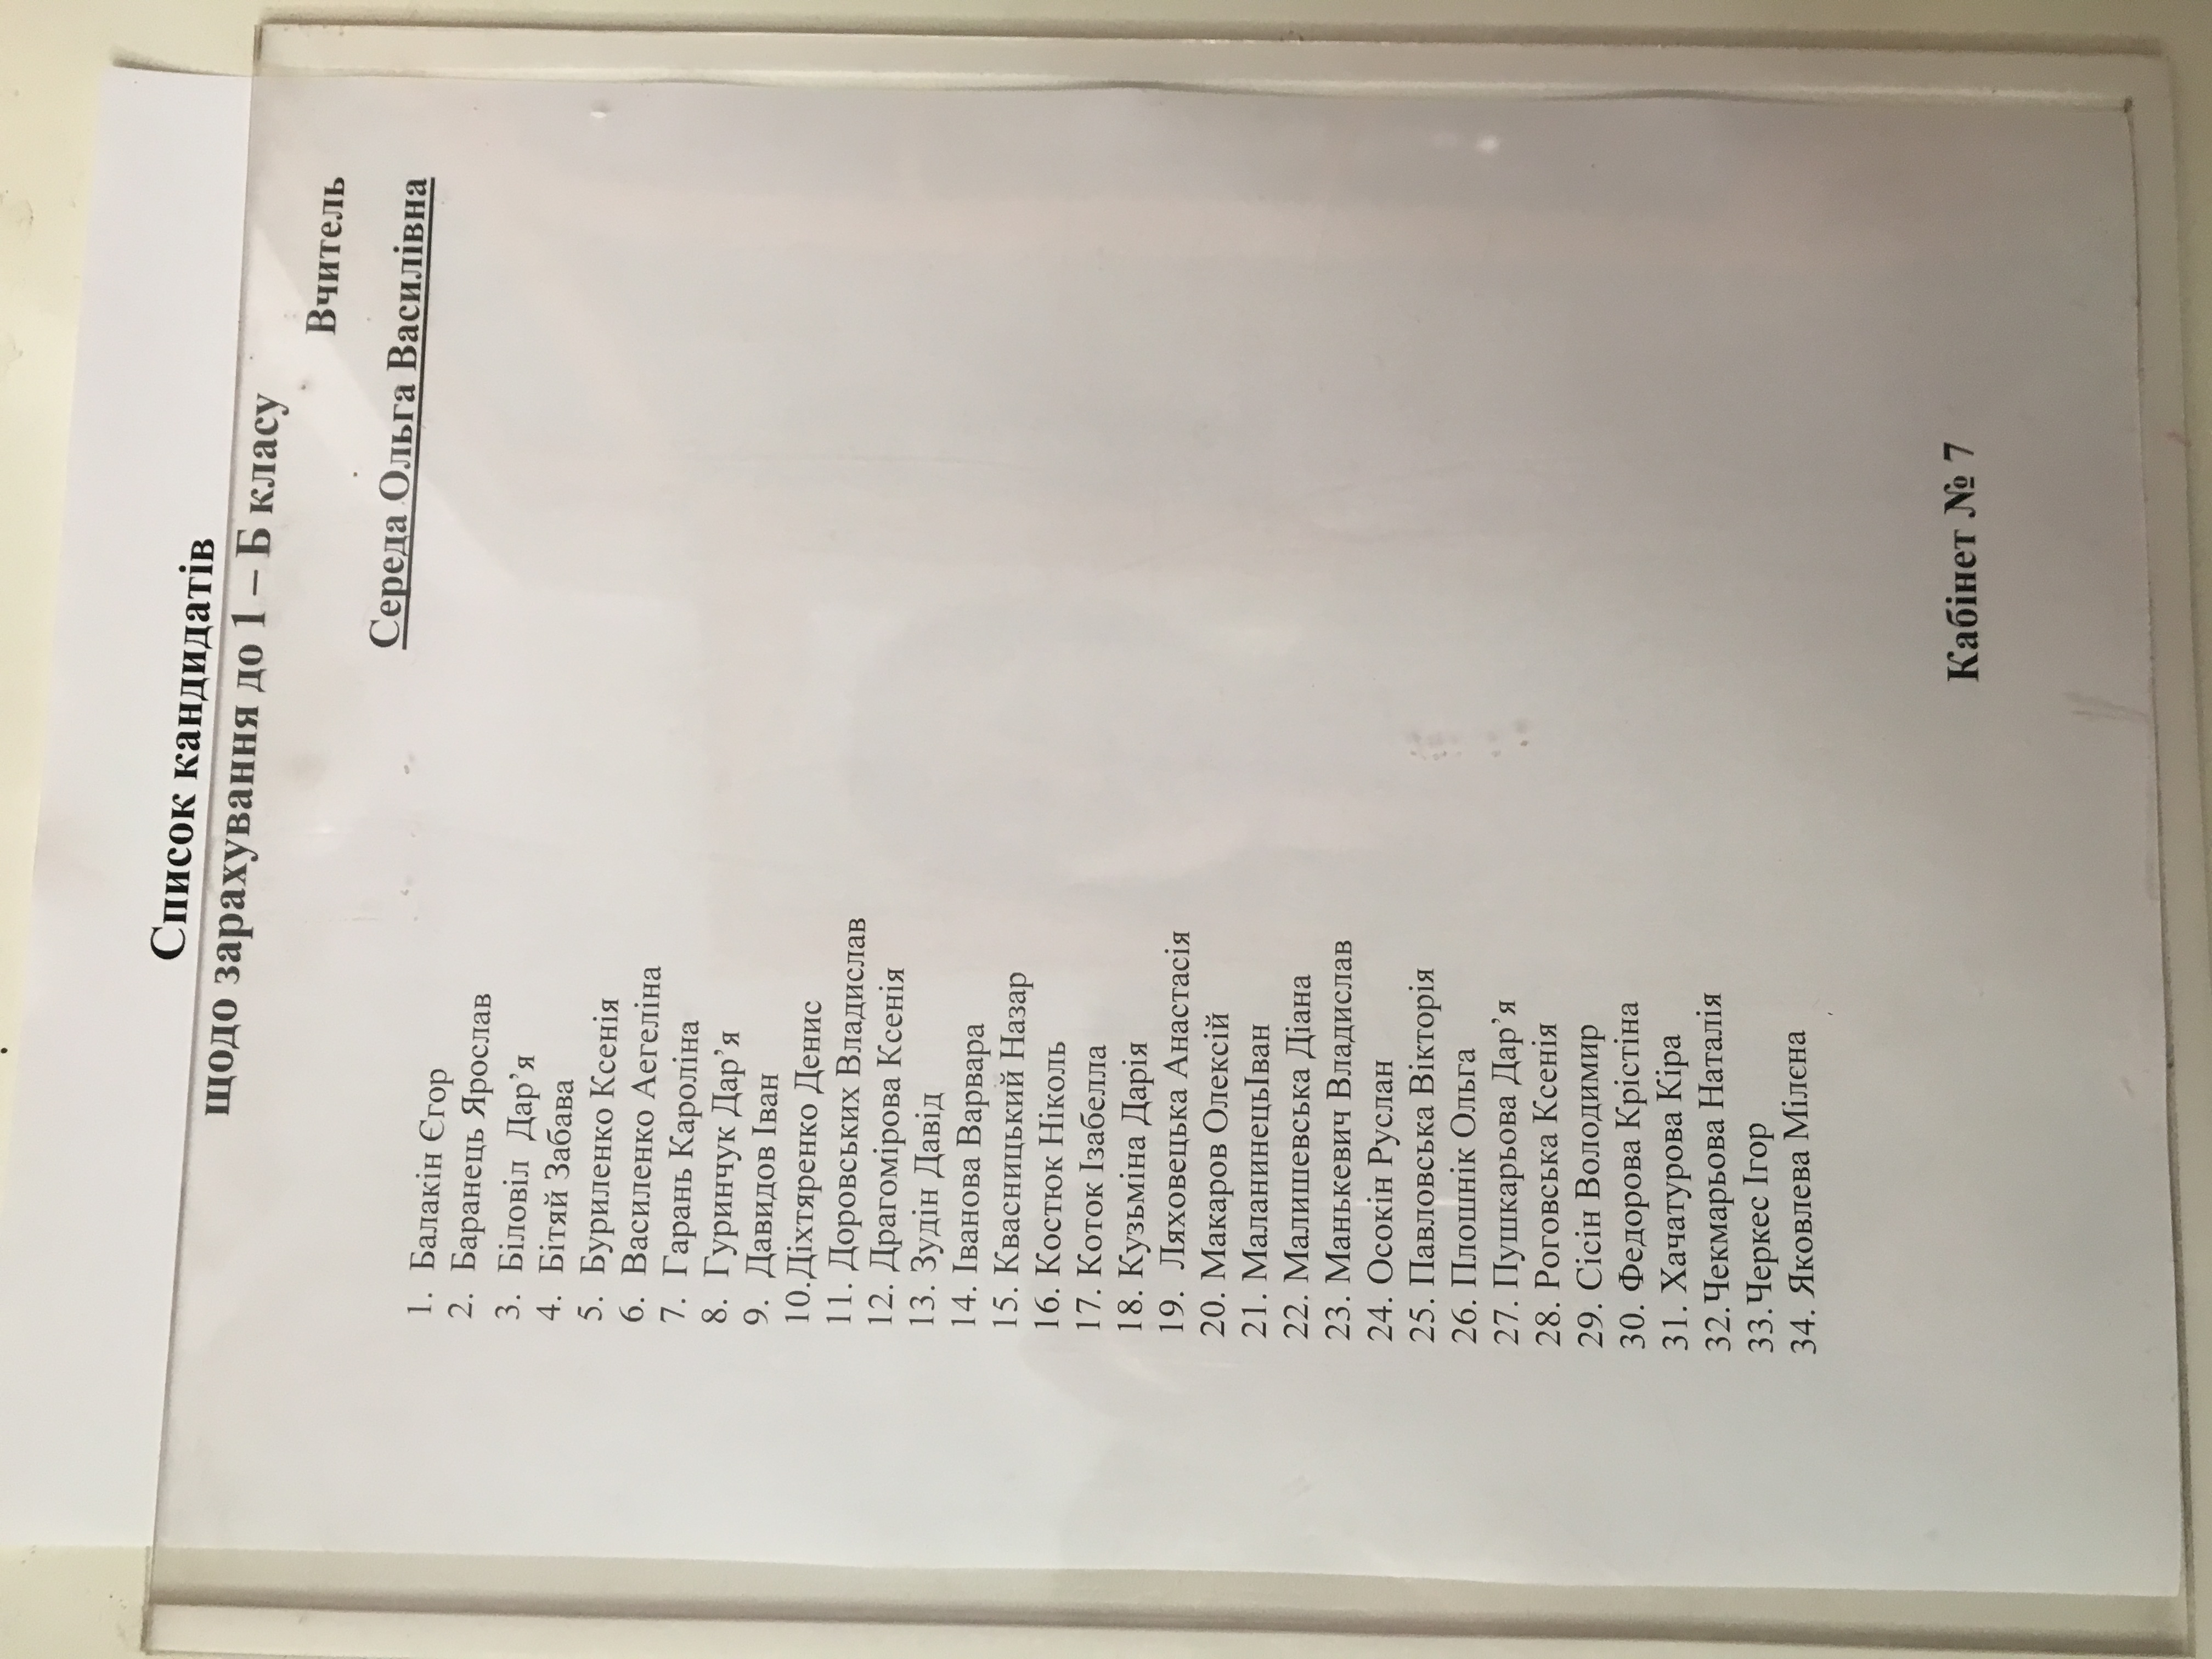 Список кандидатів
щодо зарахування до 1 – Б класу
Вчитель
Середа Ольга Василівна
1. Балакін Єгор
2. Баранець Ярослав
3. Біловіл Дар’я
4. Бітяй Забава
5. Буриленко Ксенія
6. Василенко Аегеліна
7. Гарань Кароліна
8. Гуринчук Дар’я
9. Давидов Іван
10.Діхтяренко Денис
11. Доровських Владислав
12. Драгомірова Ксенія
13. Зудін Давід
14. Іванова Варвара
15. Квасницький Назар
16. Костюк Ніколь
17. Коток Ізабелла
18. Кузьміна Дарія
19. Ляховецька Анастасія
20. Макаров Олексій
21. МаланинецьІван
22. Малишевська Діана
23. Манькевич Владислав
24. Осокін Руслан
25. Павловська Вікторія
26. Плошнік Ольга
27. Пушкарьова Дар’я
28. Роговська Ксенія
29. Сісін Володимир
30. Федорова Крістіна
31. Хачатурова Кіра
32.Чекмарьова Наталія
33.Черкес Ігор
34. Яковлева Мілєна
Кабінет № 7